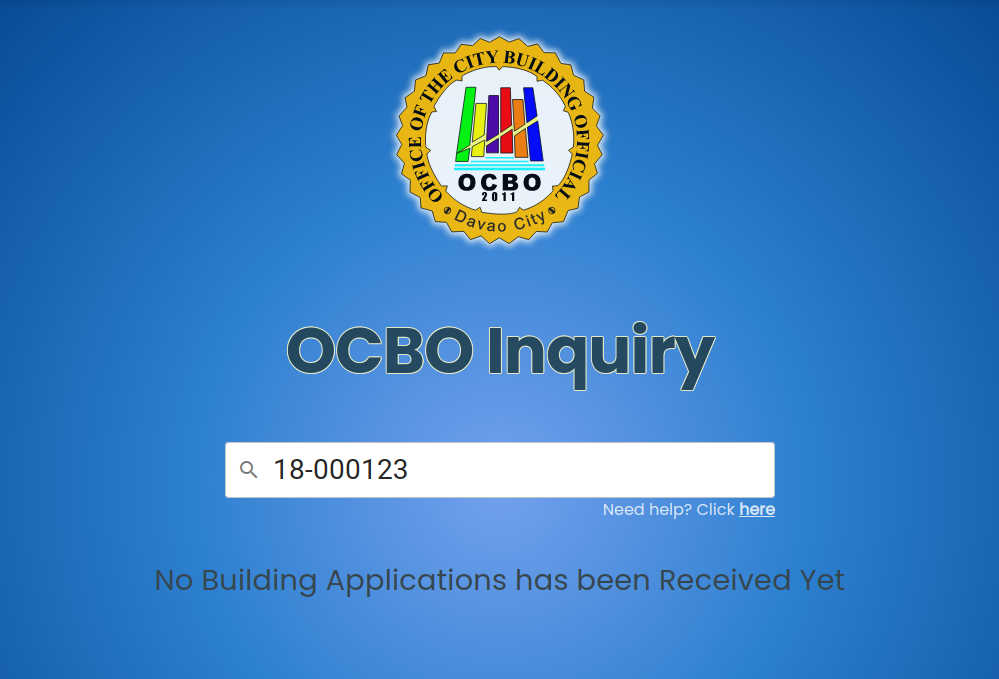 OFFICE OF THE CITY BUILDING OFFICIAL
OCBO
2011
Davao City
OCBO Inquiry
18-000123
Need help? Click here
No Building Applications has been Received Yet